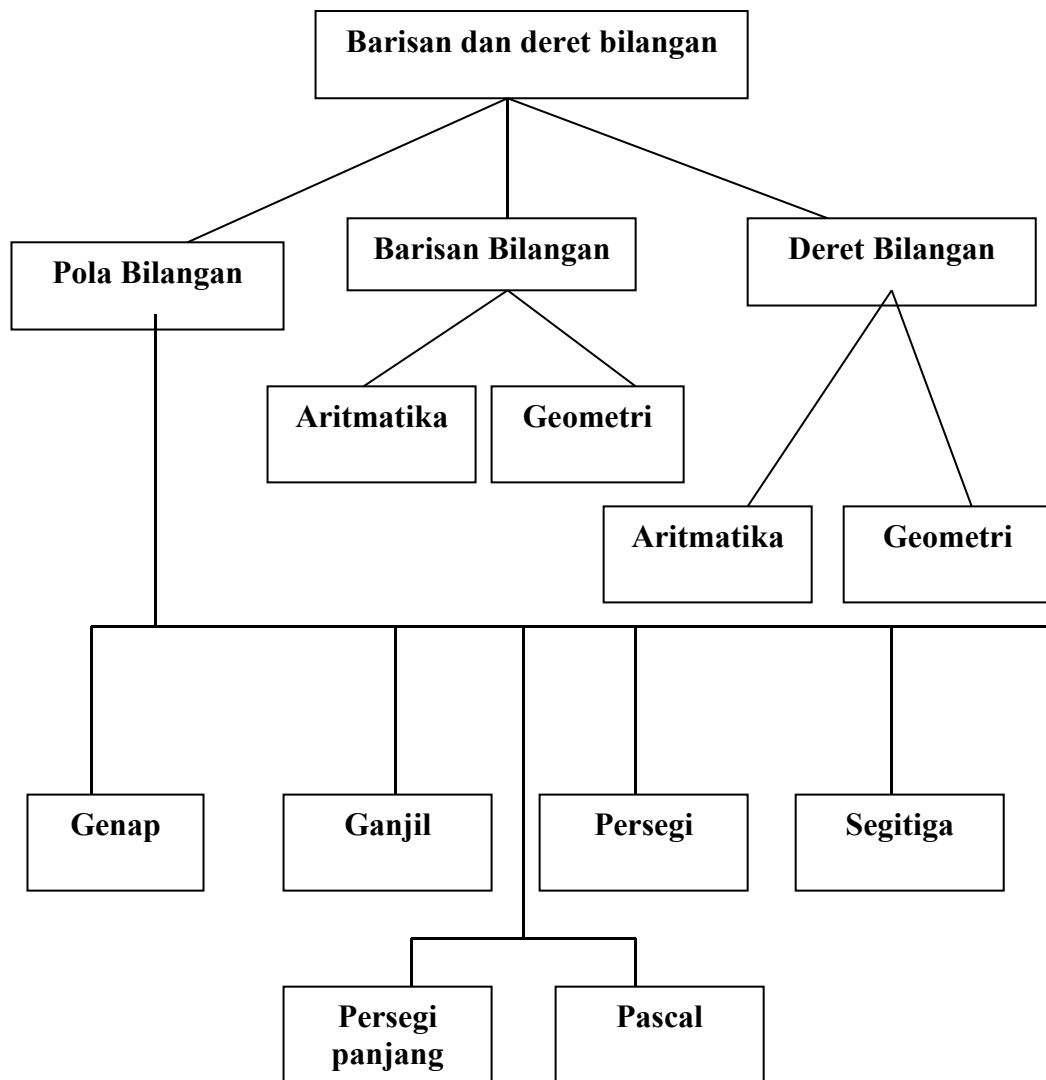 Barisan dan deret bilangan
Pola Bilangan
Barisan Bilangan
Deret Bilangan
Aritmatika
Geometri
Aritmatika
Geometri
Genap
Ganjil
Persegi
Segitiga
Persegi
panjang
Pascal